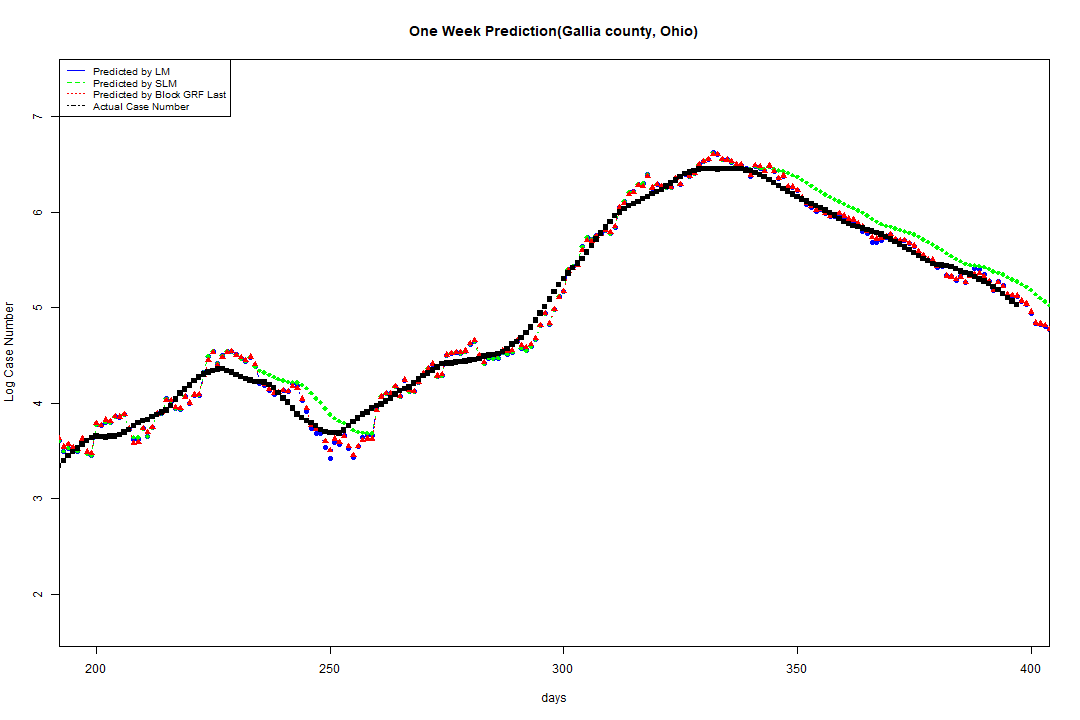 One Week Prediction(Gallia county, Ohio)
Predicted by LM
Predicted by SLM
Predicted by Block GRF Last
Actual Case Number
7
6
5
4
3
2
Log Case Number
200 250 300 350 400
days